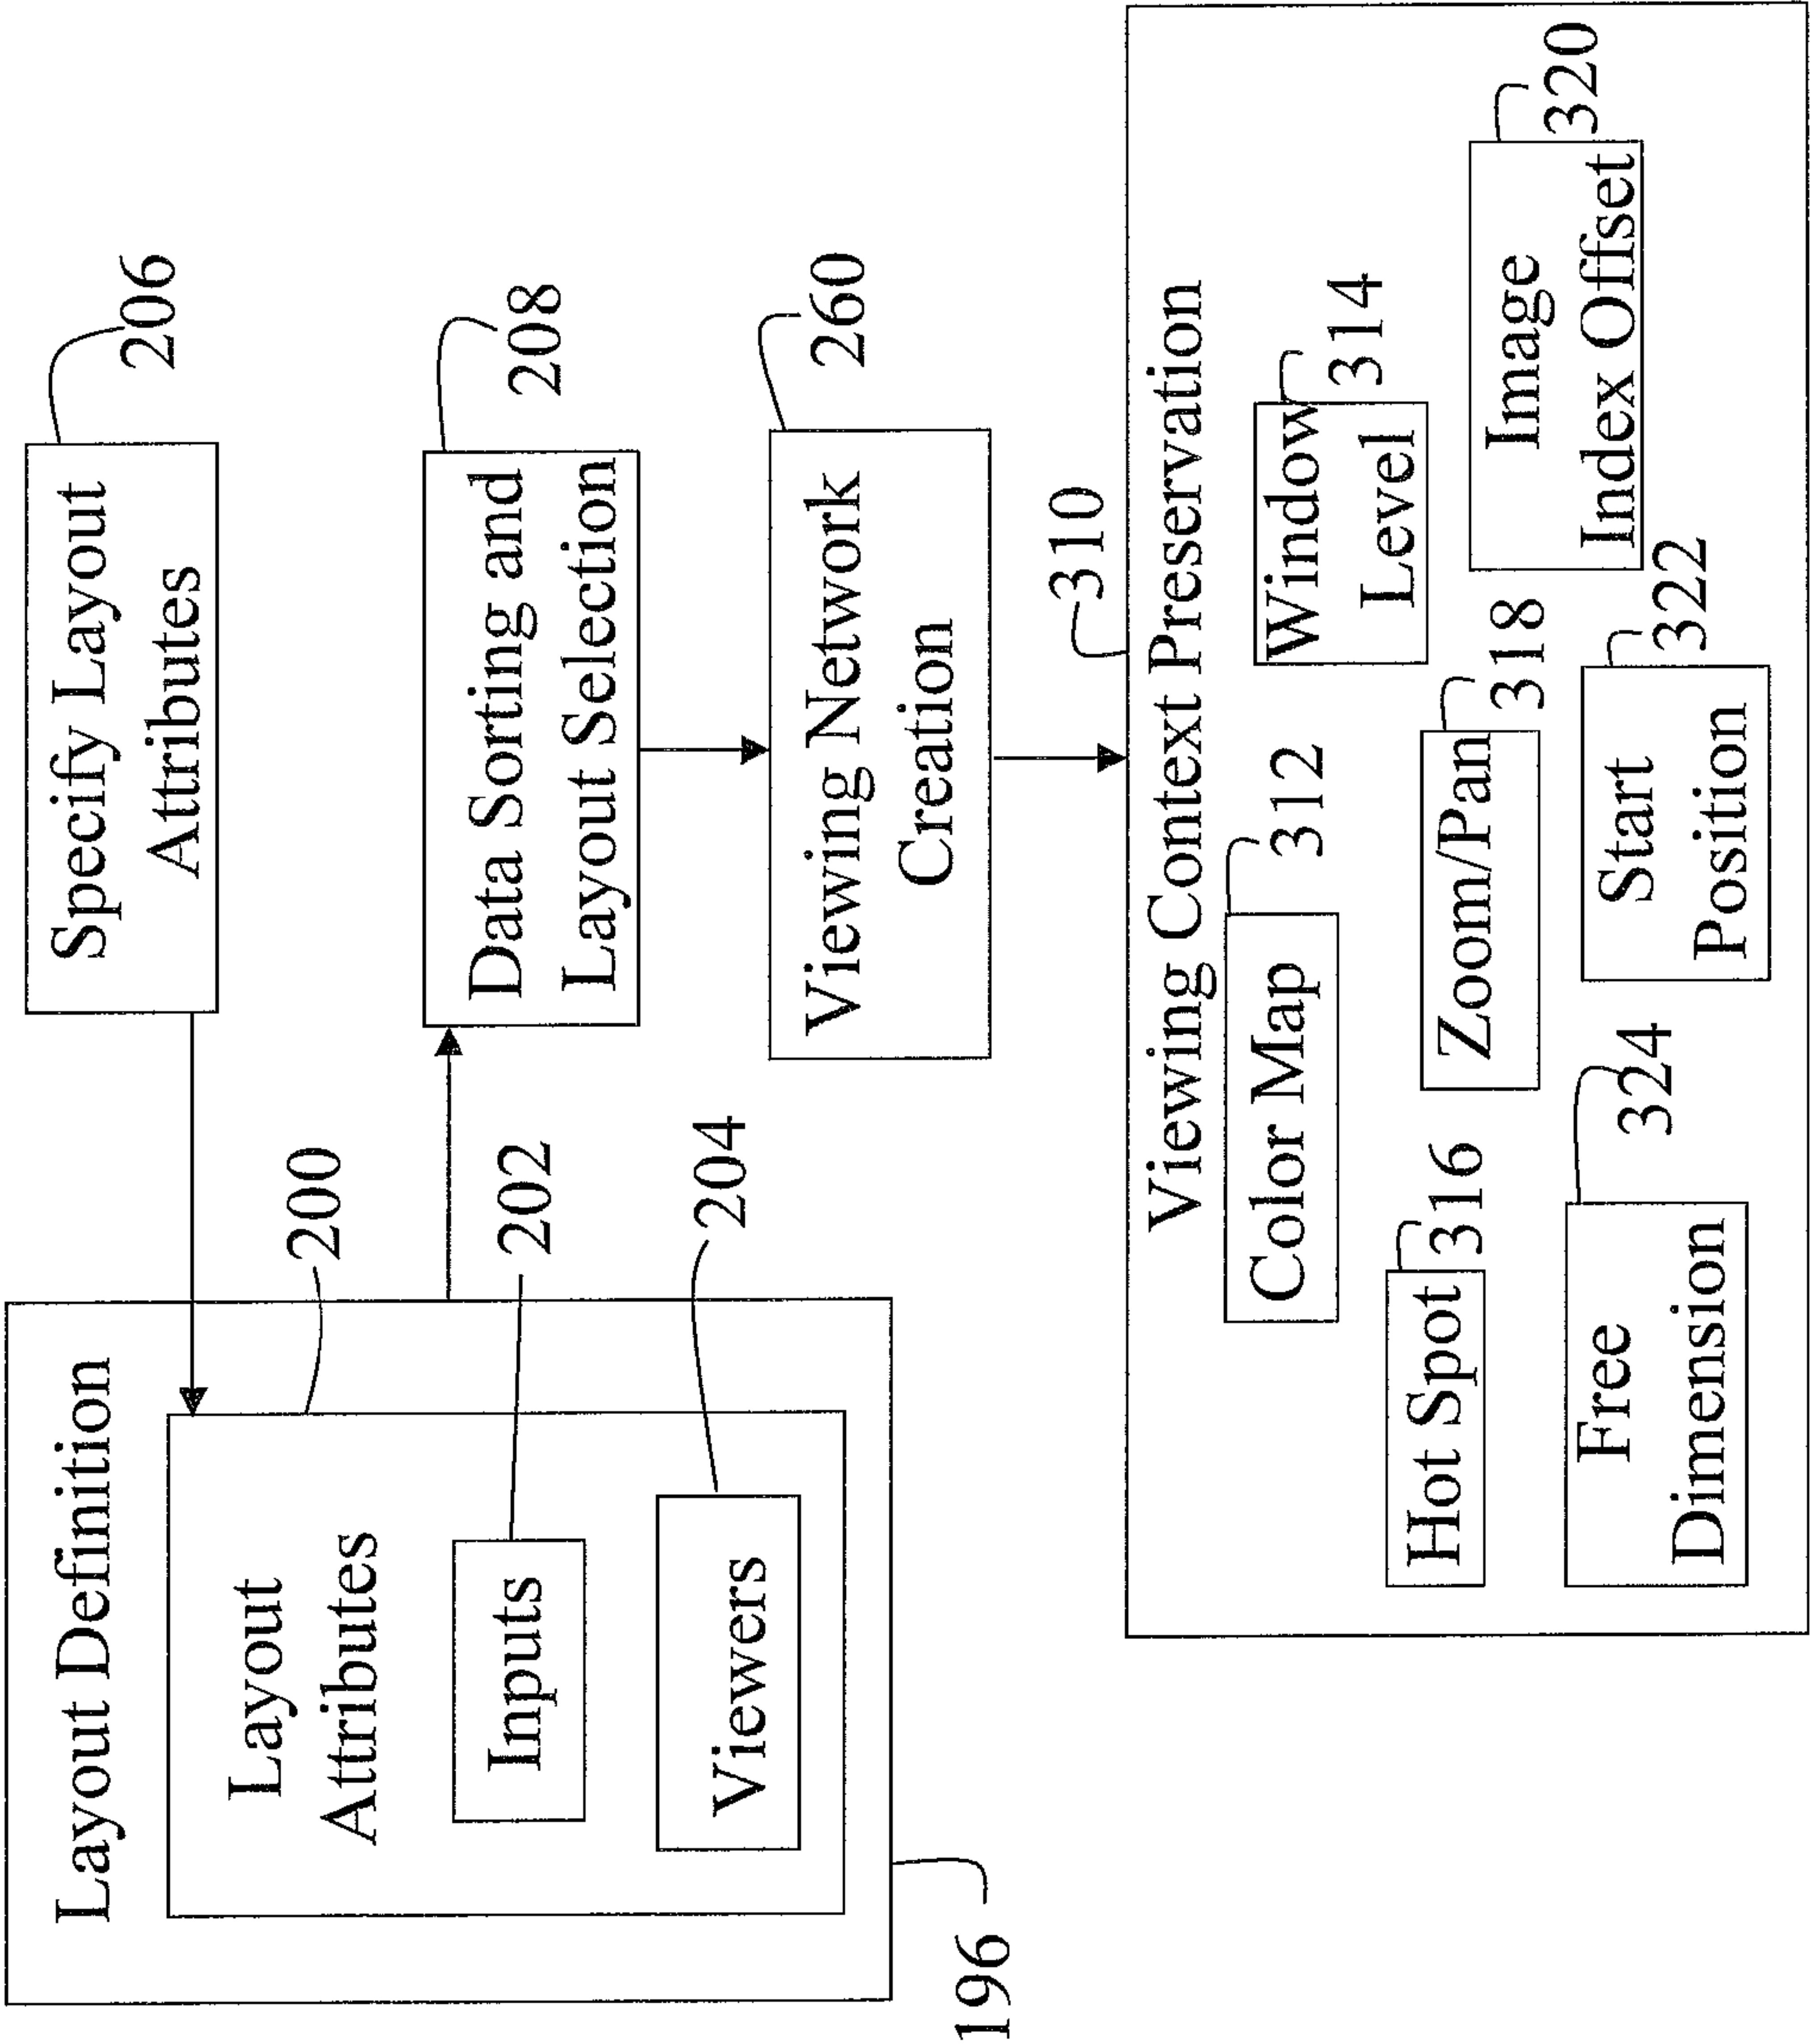 Layout Definition
Layout
Attributes
200
Inputs
202
Viewers
204
196
Specify Layout
Attributes
206
Data Sorting and
Layout Selection
208
Viewing Network
Creation
260
310
Viewing Context Preservation
Color Map
312
Window
Level
314
Hot Spot
316
Zoom/Pan
318
Image
Index Offset
320
Free
Dimension
324
Start
Position
322